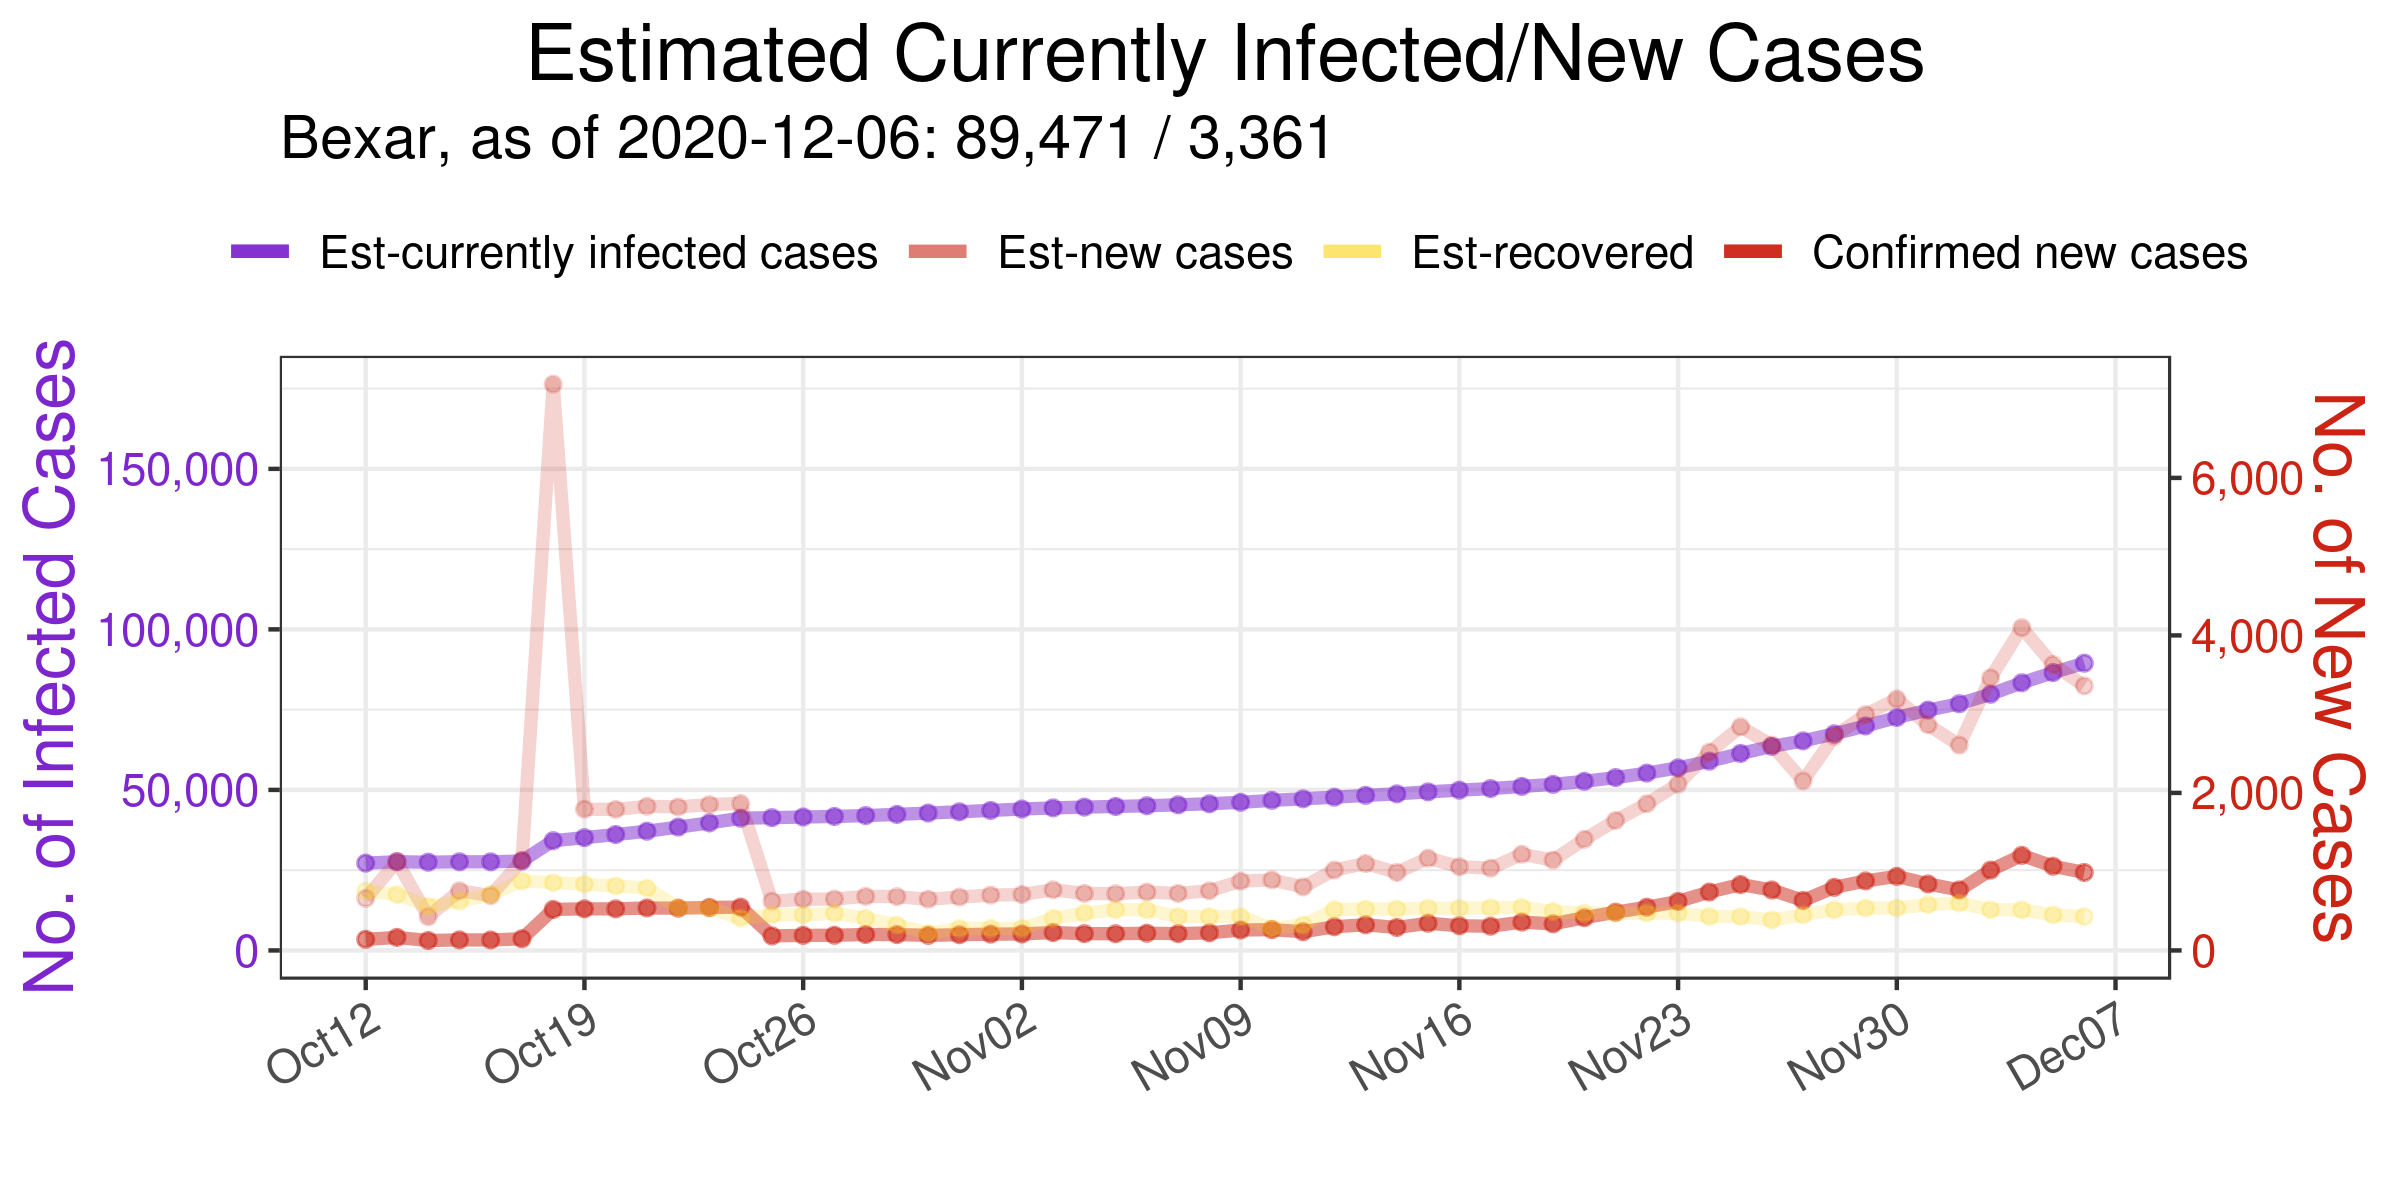 Estimated Currently Infected/New Cases
Bexar, as of 2020-12-06: 89,471 / 3,361
Est-currently infected cases Est-new cases Est-recovered Confirmed new cases
No. of Infected Cases
150,000
100,000
50,000
0
6,000
4,000
2,000
0
No. of New Cases
Oct12 Oct19 Oct26 Nov02 Nov09 Nov16 Nov23 Nov30 Dec07